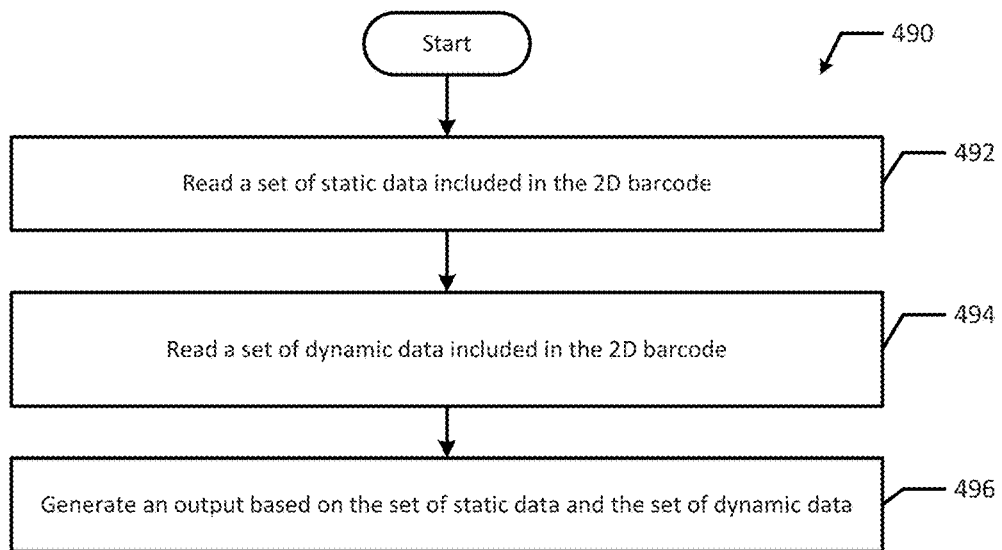 Start
490
Read a set of static data included in the 2D barcode
492
Read a set of dynamic data included in the 2D barcode
494
Generate an output based on the set of static data and the set of dynamic data
496